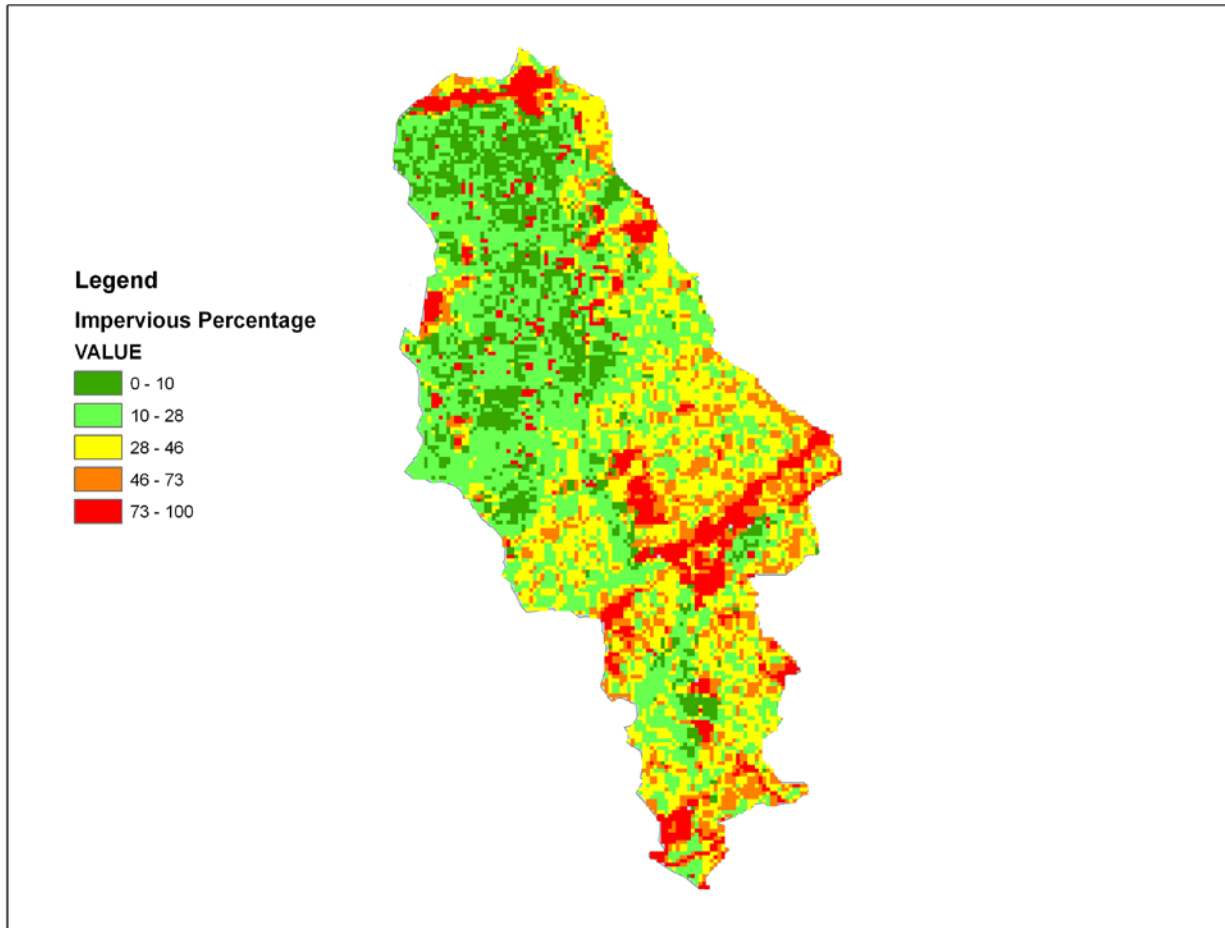 Legend
Impervious Percentage
VALUE
0 - 10
10 - 28
28 - 46
46 - 73
73 - 100